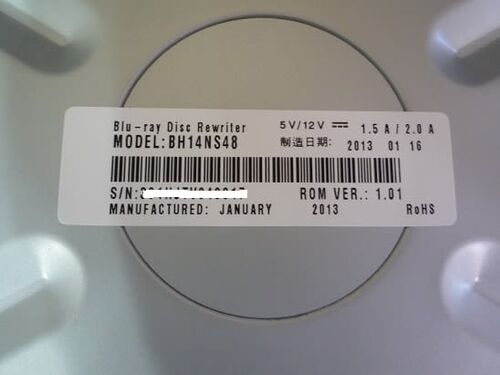 Blu-ray Disc Rewriter 5V/12V ⎓ 1.5 A / 2.0 A
MODEL:BH14NS48 制造日期: 2013 01 16
S/N: ROM VER.: 1.01
MANUFACTURED: JANUARY 2013 RoHS